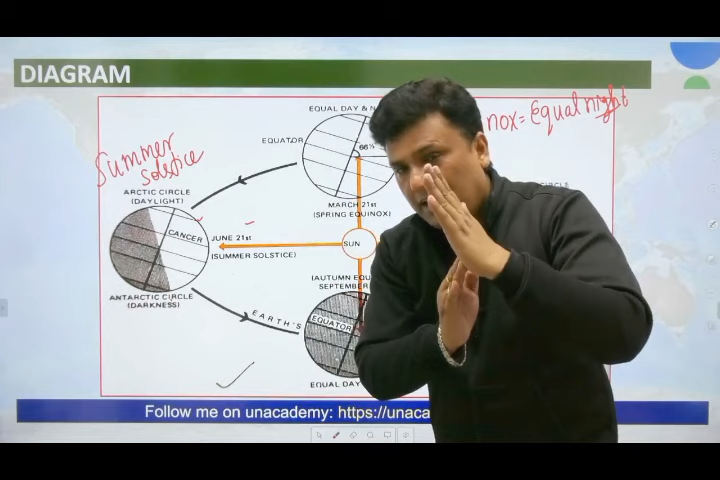 DIAGRAM
EQUAL DAY & N
nox = Equal night
EQUATOR
66½
Summer
solstice
ARCTIC CIRCLE
(DAYLIGHT)
MARCH 21st
(SPRING EQUINOX)
CANCER
JUNE 21st
(SUMMER SOLSTICE)
SUN
ANTARCTIC CIRCLE
(DARKNESS)
(AUTUMN EQU
SEPTEMBER
EARTH'S
EQUATOR
EQUAL DAY
Follow me on unacademy: https://unaca